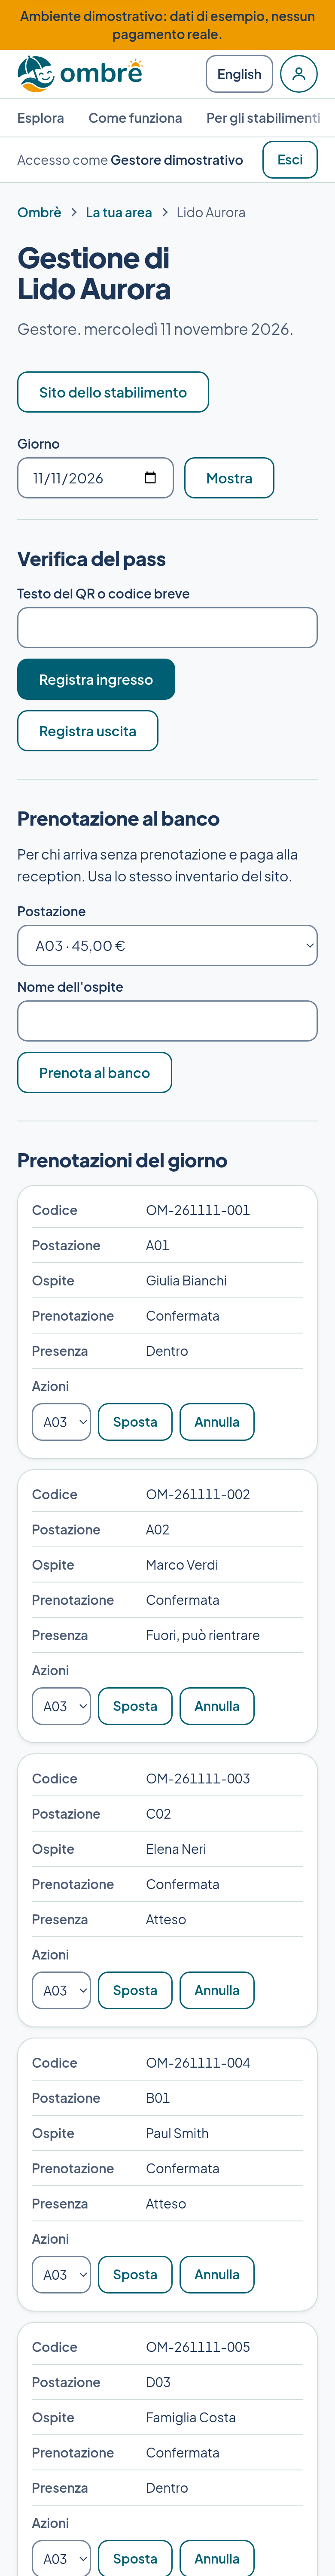 Ambiente dimostrativo: dati di esempio, nessun
pagamento reale.
ombrè
English
Esplora Come funziona Per gli stabilimenti
Accesso come Gestore dimostrativo Esci
Ombrè > La tua area > Lido Aurora
Gestione di
Lido Aurora
Gestore. mercoledì 11 novembre 2026.
Sito dello stabilimento
Giorno
11/11/2026 Mostra
Verifica del pass
Testo del QR o codice breve
Registra ingresso
Registra uscita
Prenotazione al banco
Per chi arriva senza prenotazione e paga alla
reception. Usa lo stesso inventario del sito.
Postazione
A03 · 45,00 €
Nome dell'ospite
Prenota al banco
Prenotazioni del giorno
Codice OM-261111-001
Postazione A01
Ospite Giulia Bianchi
Prenotazione Confermata
Presenza Dentro
Azioni
A03 Sposta Annulla
Codice OM-261111-002
Postazione A02
Ospite Marco Verdi
Prenotazione Confermata
Presenza Fuori, può rientrare
Azioni
A03 Sposta Annulla
Codice OM-261111-003
Postazione C02
Ospite Elena Neri
Prenotazione Confermata
Presenza Atteso
Azioni
A03 Sposta Annulla
Codice OM-261111-004
Postazione B01
Ospite Paul Smith
Prenotazione Confermata
Presenza Atteso
Azioni
A03 Sposta Annulla
Codice OM-261111-005
Postazione D03
Ospite Famiglia Costa
Prenotazione Confermata
Presenza Dentro
Azioni
A03 Sposta Annulla